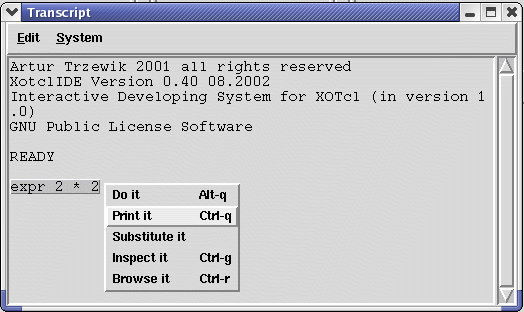 Transcript
Edit System
Artur Trzewik 2001 all rights reserved
XotclIDE Version 0.40 08.2002
Interactive Developing System for XOTcl (in version 1
.0)
GNU Public License Software
READY
expr 2 * 2
Do it Alt-q
Print it Ctrl-q
Substitute it
Inspect it Ctrl-g
Browse it Ctrl-r